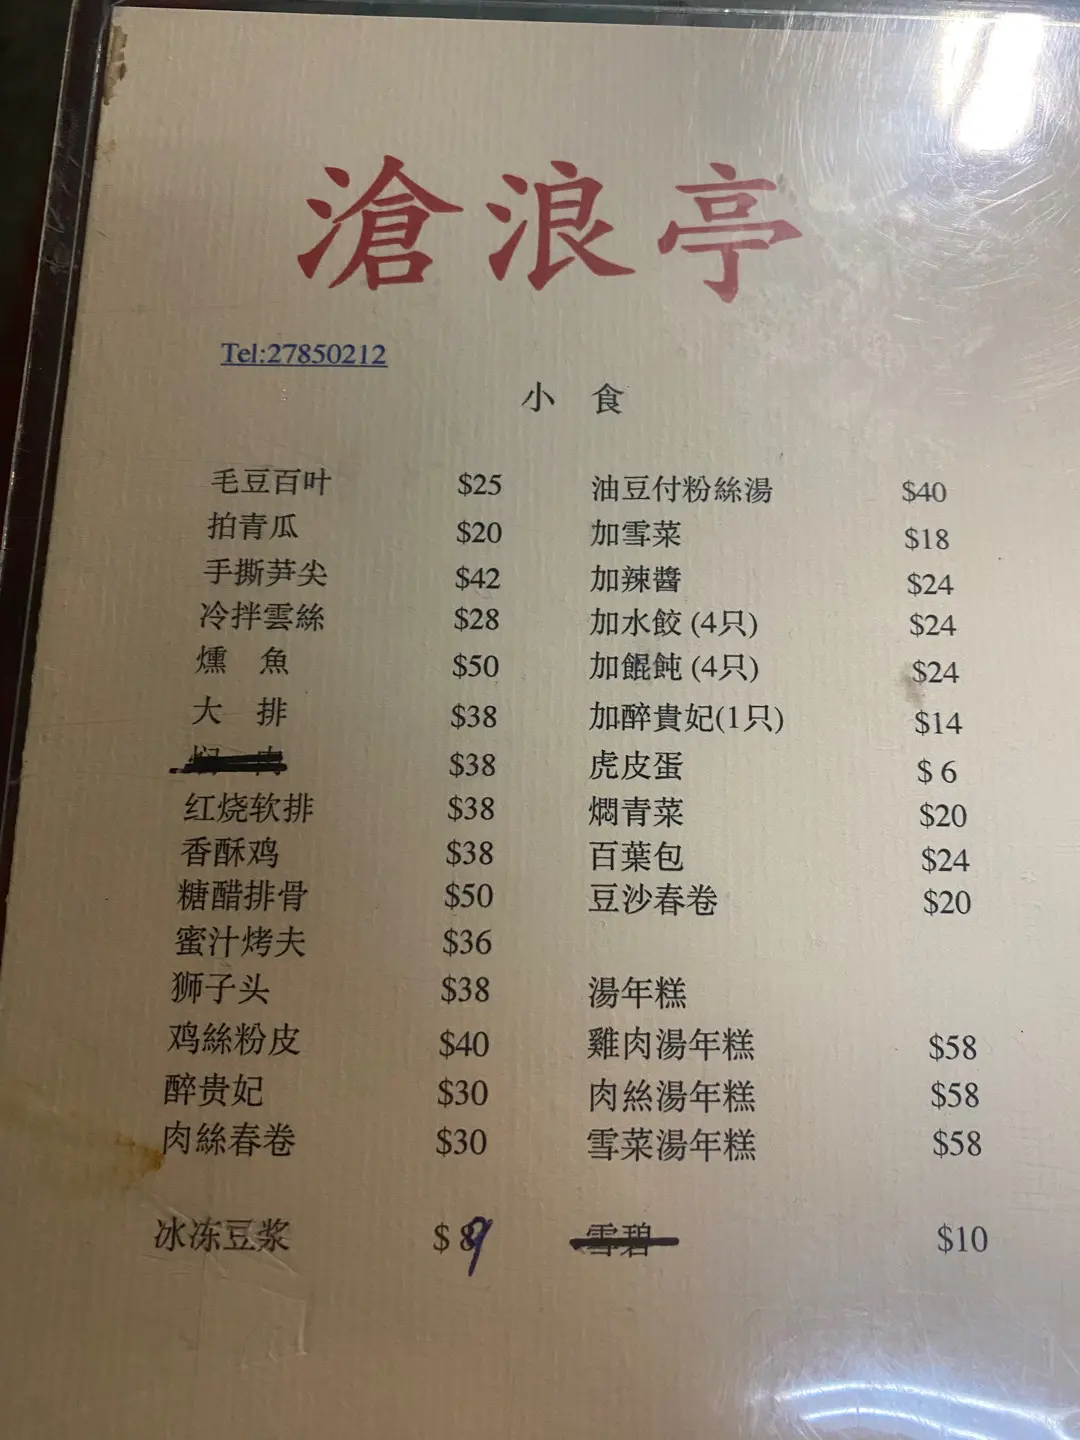 滄浪亭
Tel:27850212
小 食
毛豆百叶 $25
拍青瓜 $20
手撕笋尖 $42
冷拌雲絲 $28
燻 魚 $50
大 排 $38
焖 肉 $38
红烧软排 $38
香酥鸡 $38
糖醋排骨 $50
蜜汁烤夫 $36
狮子头 $38
鸡絲粉皮 $40
醉贵妃 $30
肉絲春卷 $30
油豆付粉絲湯 $40
加雪菜 $18
加辣醬 $24
加水餃 (4只) $24
加餛飩 (4只) $24
加醉貴妃(1只) $14
虎皮蛋 $ 6
燜青菜 $20
百葉包 $24
豆沙春卷 $20
湯年糕
雞肉湯年糕 $58
肉絲湯年糕 $58
雪菜湯年糕 $58
冰冻豆浆 $ 9
雪碧 $10